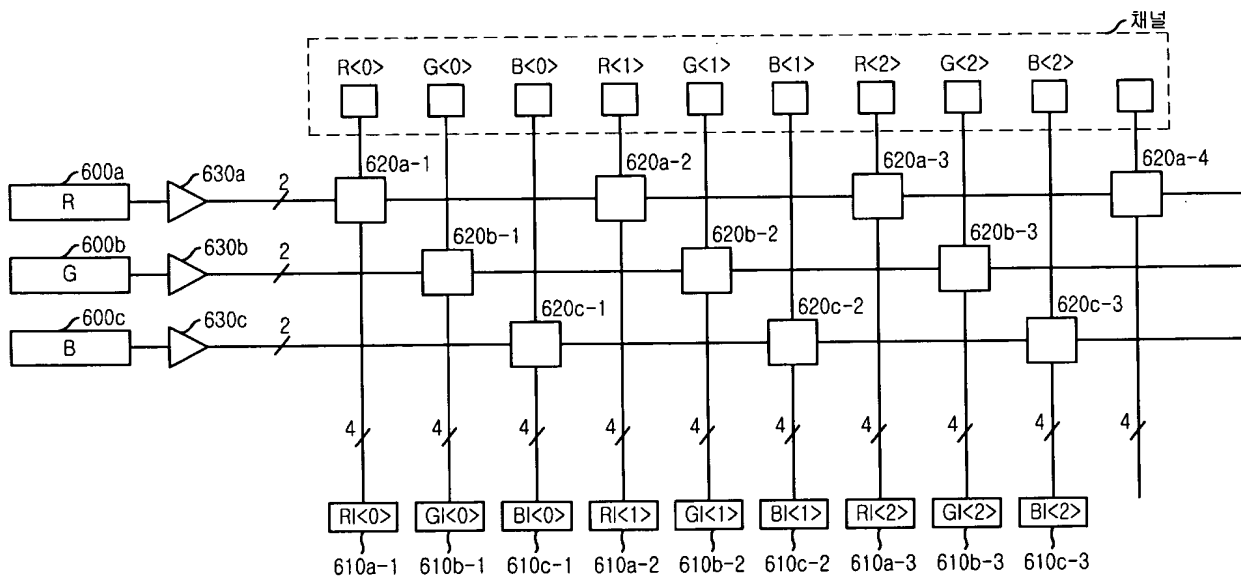 채널
R<0> G<0> B<0> R<1> G<1> B<1> R<2> G<2> B<2>
620a-1 620a-2 620a-3 620a-4
600a 630a
R 2
620b-1 620b-2 620b-3
600b 630b
G 2
620c-1 620c-2 620c-3
600c 630c
B 2
4 4 4 4 4 4 4 4 4 4
RI<0> GI<0> BI<0> RI<1> GI<1> BI<1> RI<2> GI<2> BI<2>
610a-1 610b-1 610c-1 610a-2 610b-2 610c-2 610a-3 610b-3 610c-3